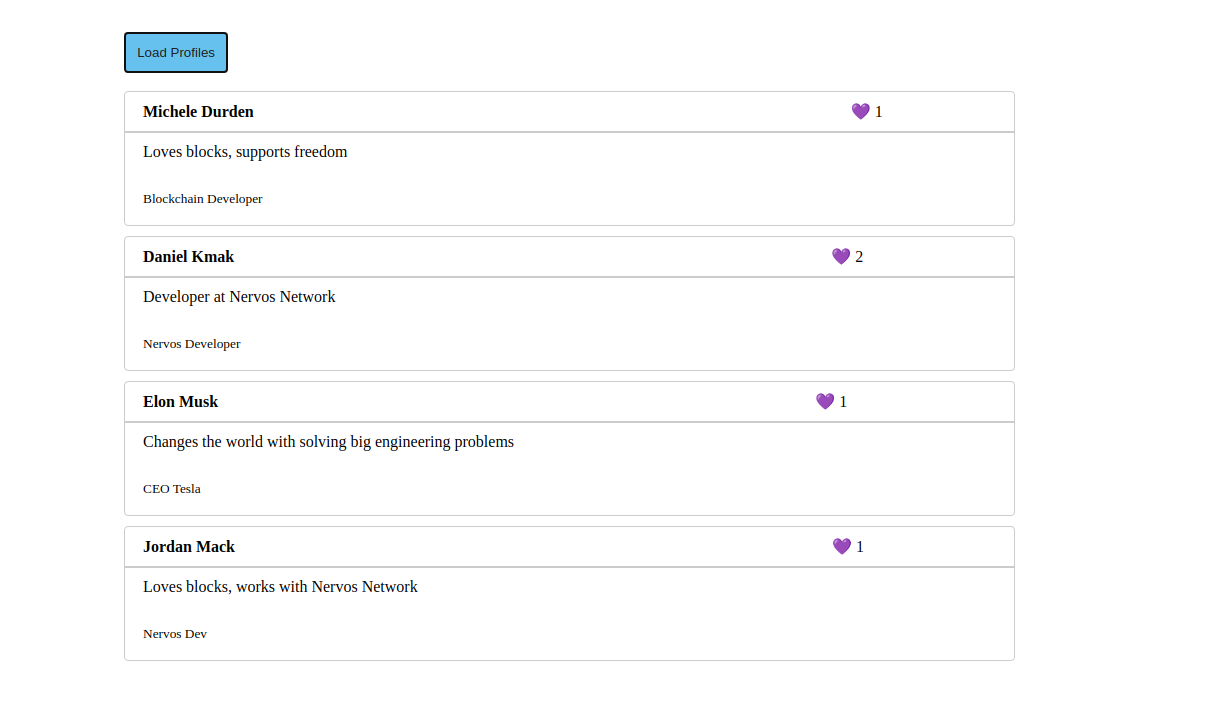 Load Profiles
Michele Durden 💜 1
Loves blocks, supports freedom
Blockchain Developer
Daniel Kmak 💜 2
Developer at Nervos Network
Nervos Developer
Elon Musk 💜 1
Changes the world with solving big engineering problems
CEO Tesla
Jordan Mack 💜 1
Loves blocks, works with Nervos Network
Nervos Dev